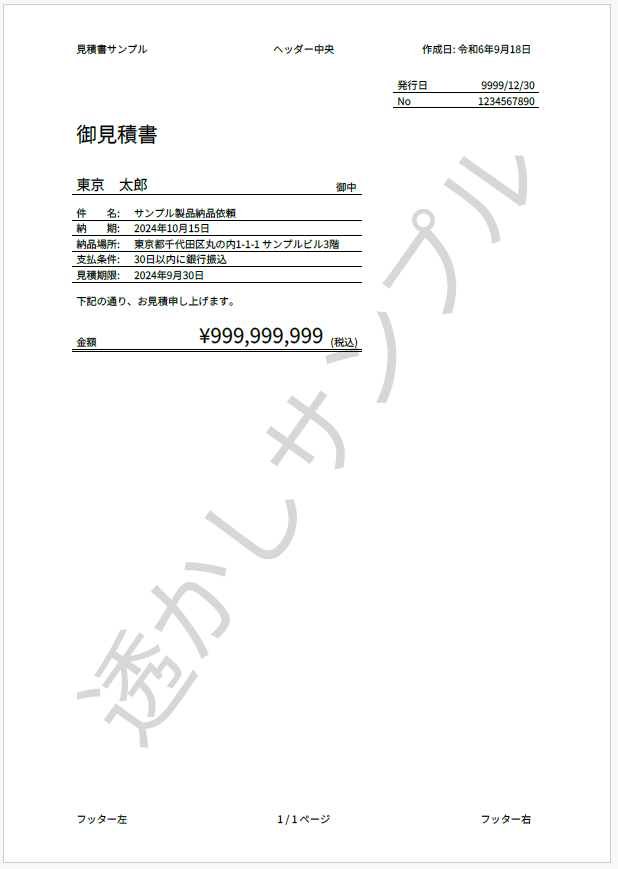 見積書サンプル ヘッダー中央 作成日: 令和6年9月18日
発行日 9999/12/30
No 1234567890
御見積書
東京　太郎 御中
件　　名: サンプル製品納品依頼
納　　期: 2024年10月15日
納品場所: 東京都千代田区丸の内1-1-1 サンプルビル3階
支払条件: 30日以内に銀行振込
見積期限: 2024年9月30日
下記の通り、お見積申し上げます。
金額 ¥999,999,999 (税込)
透かしサンプル
フッター左 1 / 1 ページ フッター右